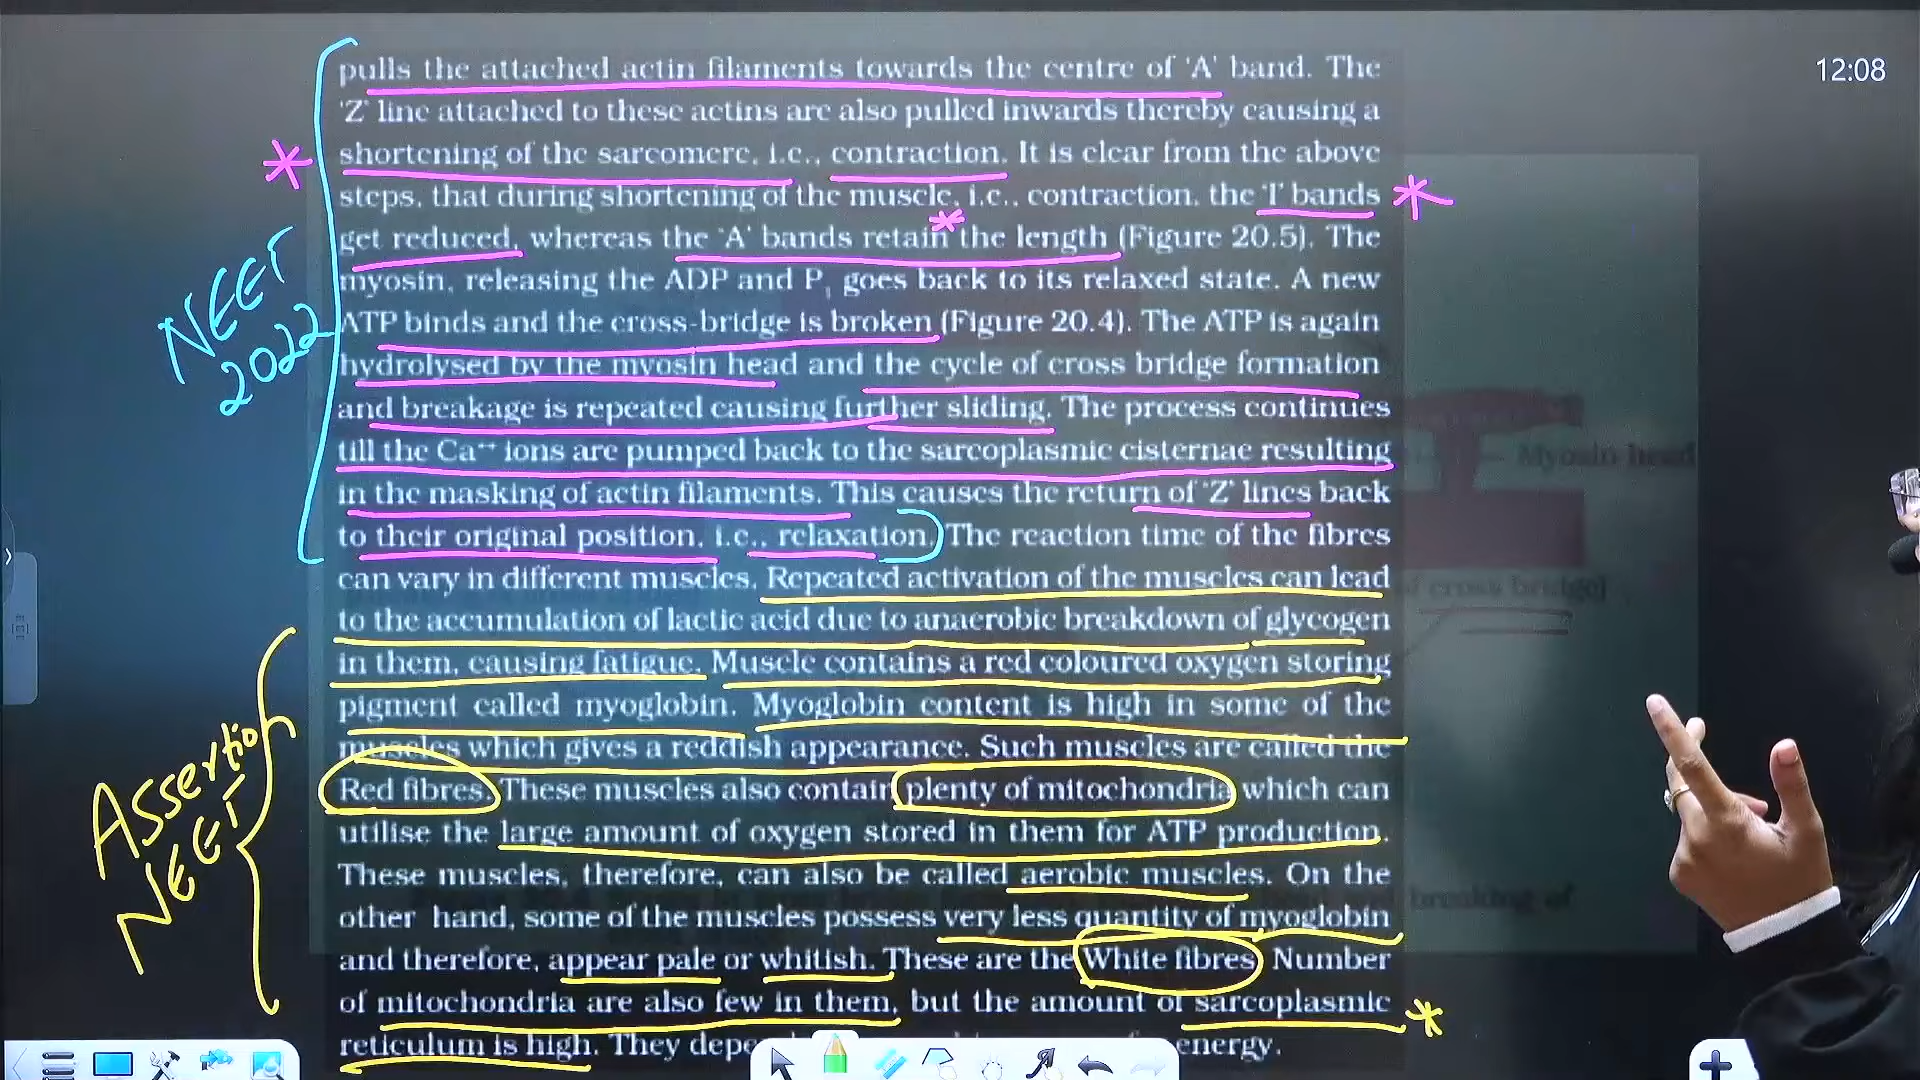 12:08
pulls the attached actin filaments towards the centre of 'A' band. The
'Z' line attached to these actins are also pulled inwards thereby causing a
shortening of the sarcomere, i.e., contraction. It is clear from the above
steps, that during shortening of the muscle, i.e., contraction, the 'I' bands
get reduced, whereas the 'A' bands retain the length (Figure 20.5). The
myosin, releasing the ADP and Pi goes back to its relaxed state. A new
ATP binds and the cross-bridge is broken (Figure 20.4). The ATP is again
hydrolysed by the myosin head and the cycle of cross bridge formation
and breakage is repeated causing further sliding. The process continues
till the Ca++ ions are pumped back to the sarcoplasmic cisternae resulting
in the masking of actin filaments. This causes the return of 'Z' lines back
to their original position, i.e., relaxation. The reaction time of the fibres
can vary in different muscles. Repeated activation of the muscles can lead
to the accumulation of lactic acid due to anaerobic breakdown of glycogen
in them, causing fatigue. Muscle contains a red coloured oxygen storing
pigment called myoglobin. Myoglobin content is high in some of the
muscles which gives a reddish appearance. Such muscles are called the
Red fibres. These muscles also contain plenty of mitochondria which can
utilise the large amount of oxygen stored in them for ATP production.
These muscles, therefore, can also be called aerobic muscles. On the
other hand, some of the muscles possess very less quantity of myoglobin
and therefore, appear pale or whitish. These are the White fibres. Number
of mitochondria are also few in them, but the amount of sarcoplasmic
reticulum is high. They energy.
NEET
2022
Assertio
NEET
Myosin head
of cross bridge]
breaking of